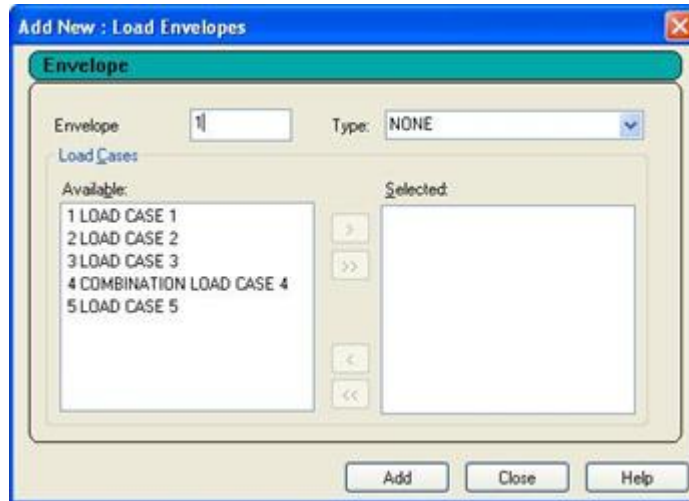 Add New : Load Envelopes
Envelope
Envelope 1 Type: NONE
Load Cases
Available: Selected:
1 LOAD CASE 1
2 LOAD CASE 2
3 LOAD CASE 3
4 COMBINATION LOAD CASE 4
5 LOAD CASE 5
>
>>
<
<<
Add Close Help